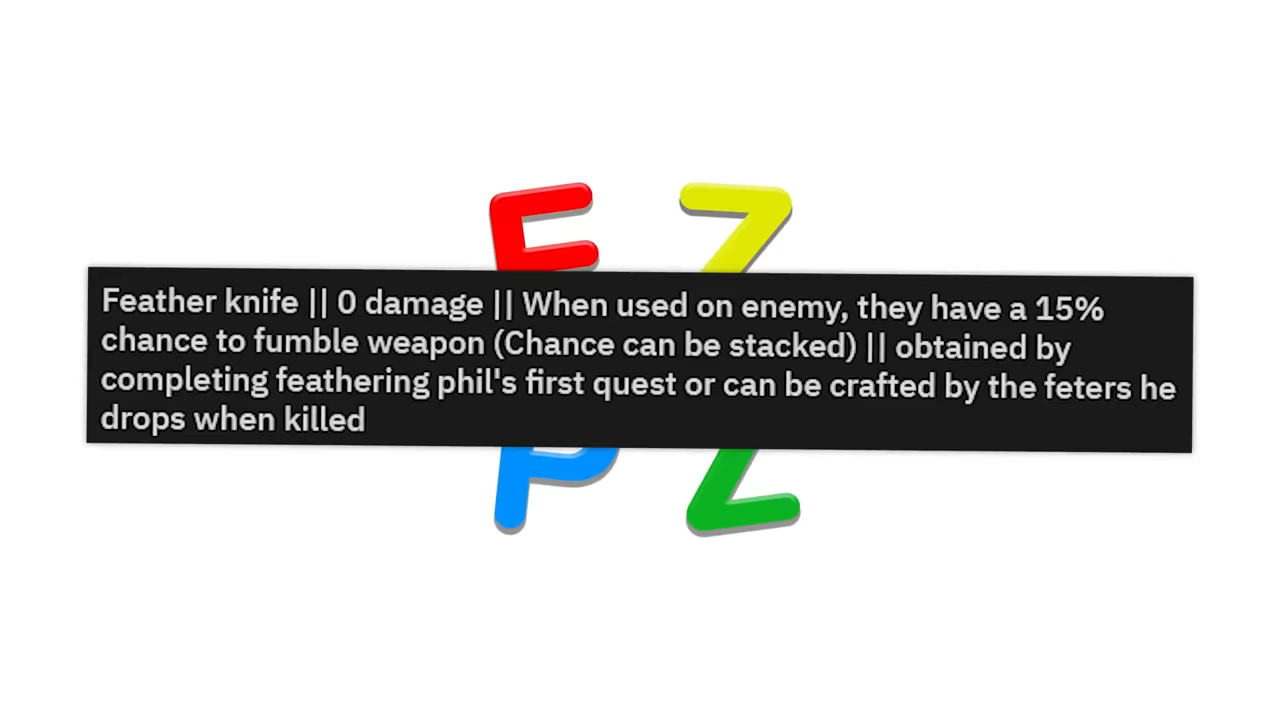 F Z
Feather knife || 0 damage || When used on enemy, they have a 15%
chance to fumble weapon (Chance can be stacked) || obtained by
completing feathering phil's first quest or can be crafted by the feters he
drops when killed